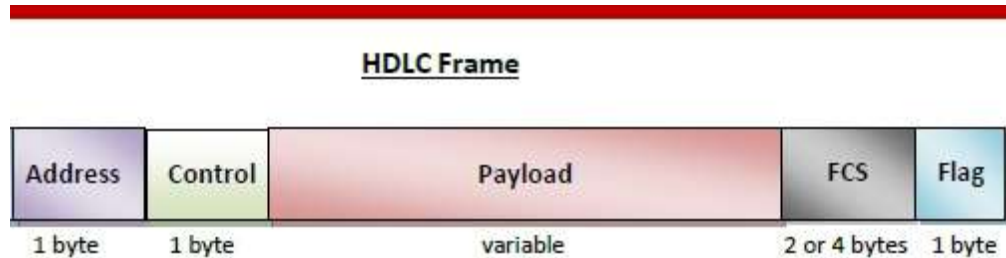 HDLC Frame
Address Control Payload FCS Flag
1 byte 1 byte variable 2 or 4 bytes 1 byte